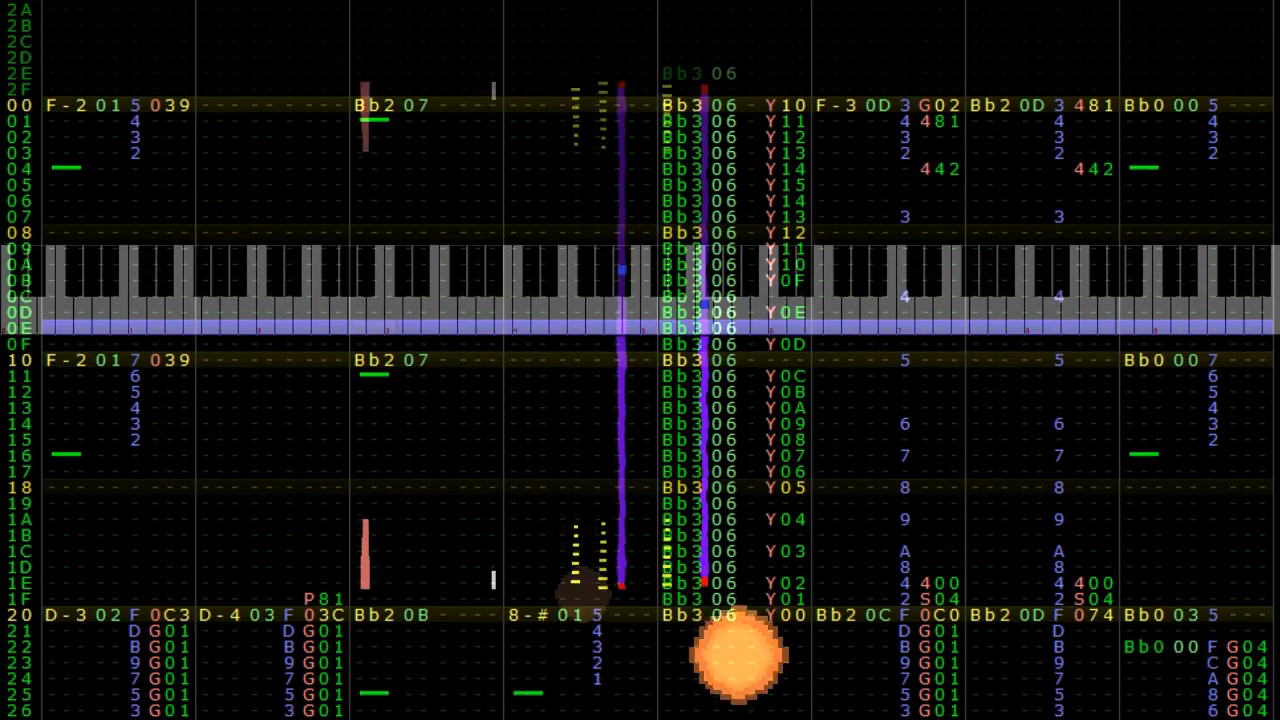 2A
2B
2C
2D
2E Bb3 06
2F
00 F-2 01 5 039 Bb2 07 Bb3 06 Y10 F-3 0D 3 G02 Bb2 0D 3 481 Bb0 00 5
01 4 Bb3 06 Y11 4 481 4 4
02 3 Bb3 06 Y12 3 3 3
03 2 Bb3 06 Y13 2 2 2
04 Bb3 06 Y14 442 442
05 Bb3 06 Y15
06 Bb3 06 Y14
07 Bb3 06 Y13 3 3
08 Bb3 06 Y12
09 Bb3 06 Y11
0A Bb3 06 Y10
0B Bb3 06 Y0F
0C Bb3 06 4 4
0D Bb3 06 Y0E
0E Bb3 06
0F Bb3 06 Y0D
10 F-2 01 7 039 Bb2 07 Bb3 06 5 5 Bb0 00 7
11 6 Bb3 06 Y0C 6
12 5 Bb3 06 Y0B 5
13 4 Bb3 06 Y0A 4
14 3 Bb3 06 Y09 6 6 3
15 2 Bb3 06 Y08 2
16 Bb3 06 Y07 7 7
17 Bb3 06 Y06
18 Bb3 06 Y05 8 8
19 Bb3 06
1A Bb3 06 Y04 9 9
1B Bb3 06
1C Bb3 06 Y03 A A
1D Bb3 06 8 8
1E Bb3 06 Y02 4 400 4 400
1F P81 Bb3 06 Y01 2 S04 2 S04
20 D-3 02 F 0C3 D-4 03 F 03C Bb2 0B 8-# 01 5 Bb3 06 Y00 Bb2 0C F 0C0 Bb2 0D F 074 Bb0 03 5
21 D G01 D G01 4 D G01 D
22 B G01 B G01 3 B G01 B Bb0 00 F G04
23 9 G01 9 G01 2 9 G01 9 C G04
24 7 G01 7 G01 1 7 G01 7 A G04
25 5 G01 5 G01 5 G01 5 8 G04
26 3 G01 3 G01 3 G01 3 6 G04